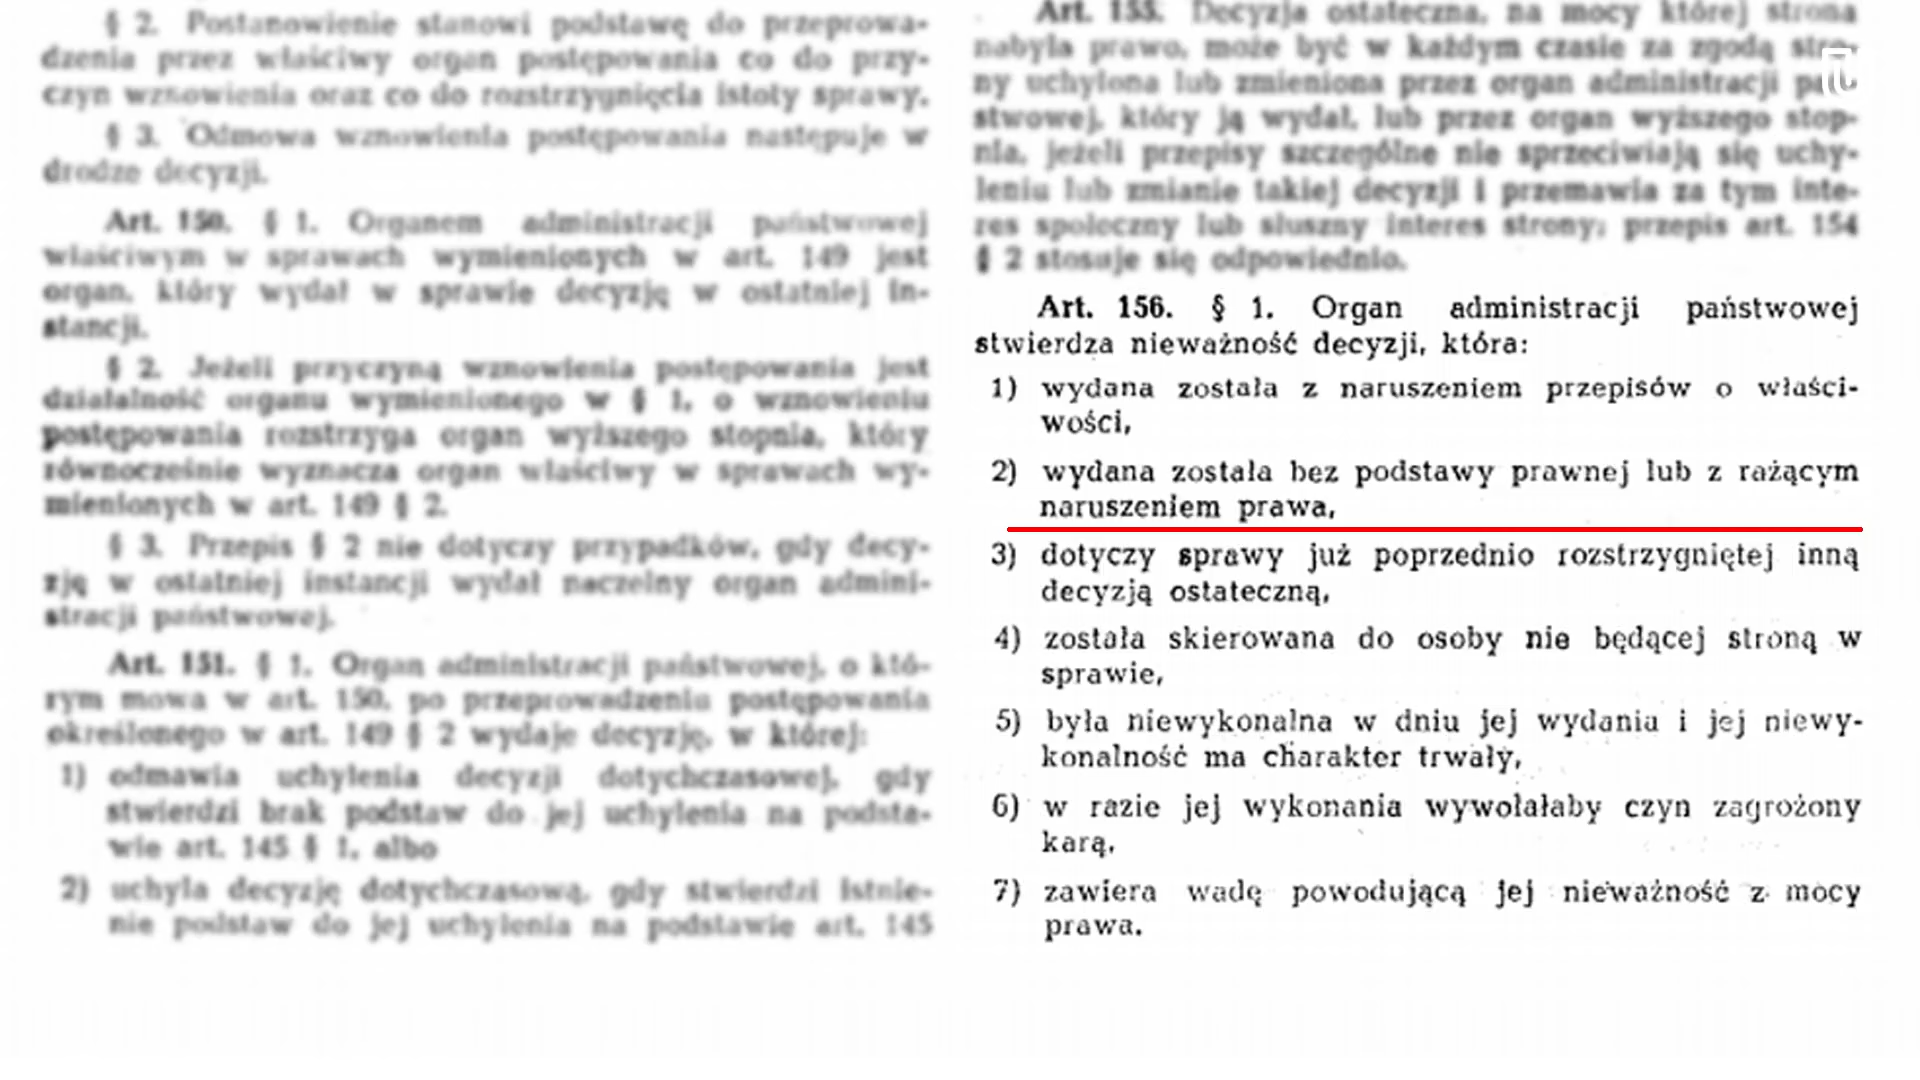 § 2. Postanowienie stanowi podstawę do przeprowa-
dzenia przez właściwy organ postępowania co do przy-
czyn wznowienia oraz co do rozstrzygnięcia istoty sprawy.
§ 3. Odmowa wznowienia postępowania następuje w
drodze decyzji.
Art. 150. § 1. Organem administracji państwowej
właściwym w sprawach wymienionych w art. 149 jest
organ, który wydał w sprawie decyzję w ostatniej in-
stancji.
§ 2. Jeżeli przyczyną wznowienia postępowania jest
działalność organu wymienionego w § 1, o wznowieniu
postępowania rozstrzyga organ wyższego stopnia, który
równocześnie wyznacza organ właściwy w sprawach wy-
mienionych w art. 149 § 2.
§ 3. Przepis § 2 nie dotyczy przypadków, gdy decy-
zję w ostatniej instancji wydał naczelny organ admini-
stracji państwowej.
Art. 151. § 1. Organ administracji państwowej, o któ-
rym mowa w art. 150, po przeprowadzeniu postępowania
określonego w art. 149 § 2 wydaje decyzję, w której:
1) odmawia uchylenia decyzji dotychczasowej, gdy
stwierdzi brak podstaw do jej uchylenia na podsta-
wie art. 145 § 1, albo
2) uchyla decyzję dotychczasową, gdy stwierdzi istnie-
nie podstaw do jej uchylenia na podstawie art. 145
Art. 155. Decyzja ostateczna, na mocy której strona
nabyła prawo, może być w każdym czasie za zgodą stro-
ny uchylona lub zmieniona przez organ administracji
stwowej, który ją wydał, lub przez organ wyższego stop-
nia, jeżeli przepisy szczególne nie sprzeciwiają się uchy-
leniu lub zmianie takiej decyzji i przemawia za tym inte-
res społeczny lub słuszny interes strony; przepis art. 154
§ 2 stosuje się odpowiednio.
Art. 156. § 1. Organ administracji państwowej
stwierdza nieważność decyzji, która:
1) wydana została z naruszeniem przepisów o właści-
wości,
2) wydana została bez podstawy prawnej lub z rażącym
naruszeniem prawa,
3) dotyczy sprawy już poprzednio rozstrzygniętej inną
decyzją ostateczną,
4) została skierowana do osoby nie będącej stroną w
sprawie,
5) była niewykonalna w dniu jej wydania i jej niewy-
konalność ma charakter trwały,
6) w razie jej wykonania wywołałaby czyn zagrożony
karą,
7) zawiera wadę powodującą jej nieważność z mocy
prawa.